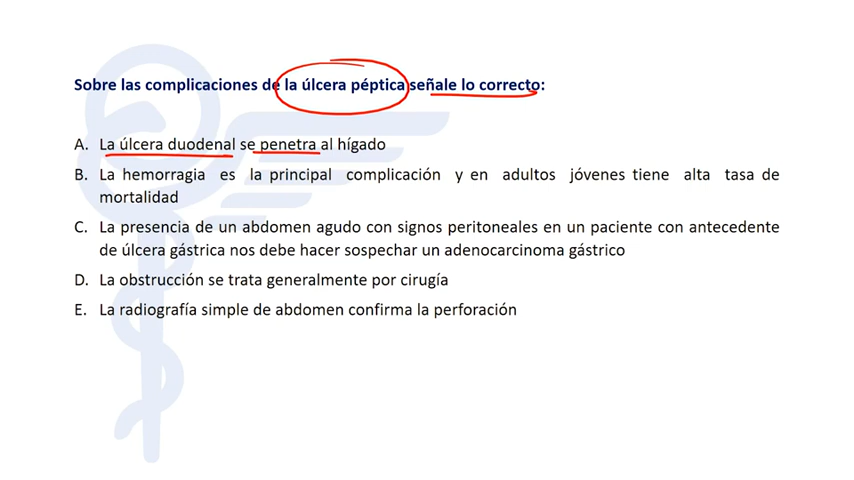 Sobre las complicaciones de la úlcera péptica señale lo correcto:
A. La úlcera duodenal se penetra al hígado
B. La hemorragia es la principal complicación y en adultos jóvenes tiene alta tasa de
mortalidad
C. La presencia de un abdomen agudo con signos peritoneales en un paciente con antecedente
de úlcera gástrica nos debe hacer sospechar un adenocarcinoma gástrico
D. La obstrucción se trata generalmente por cirugía
E. La radiografía simple de abdomen confirma la perforación